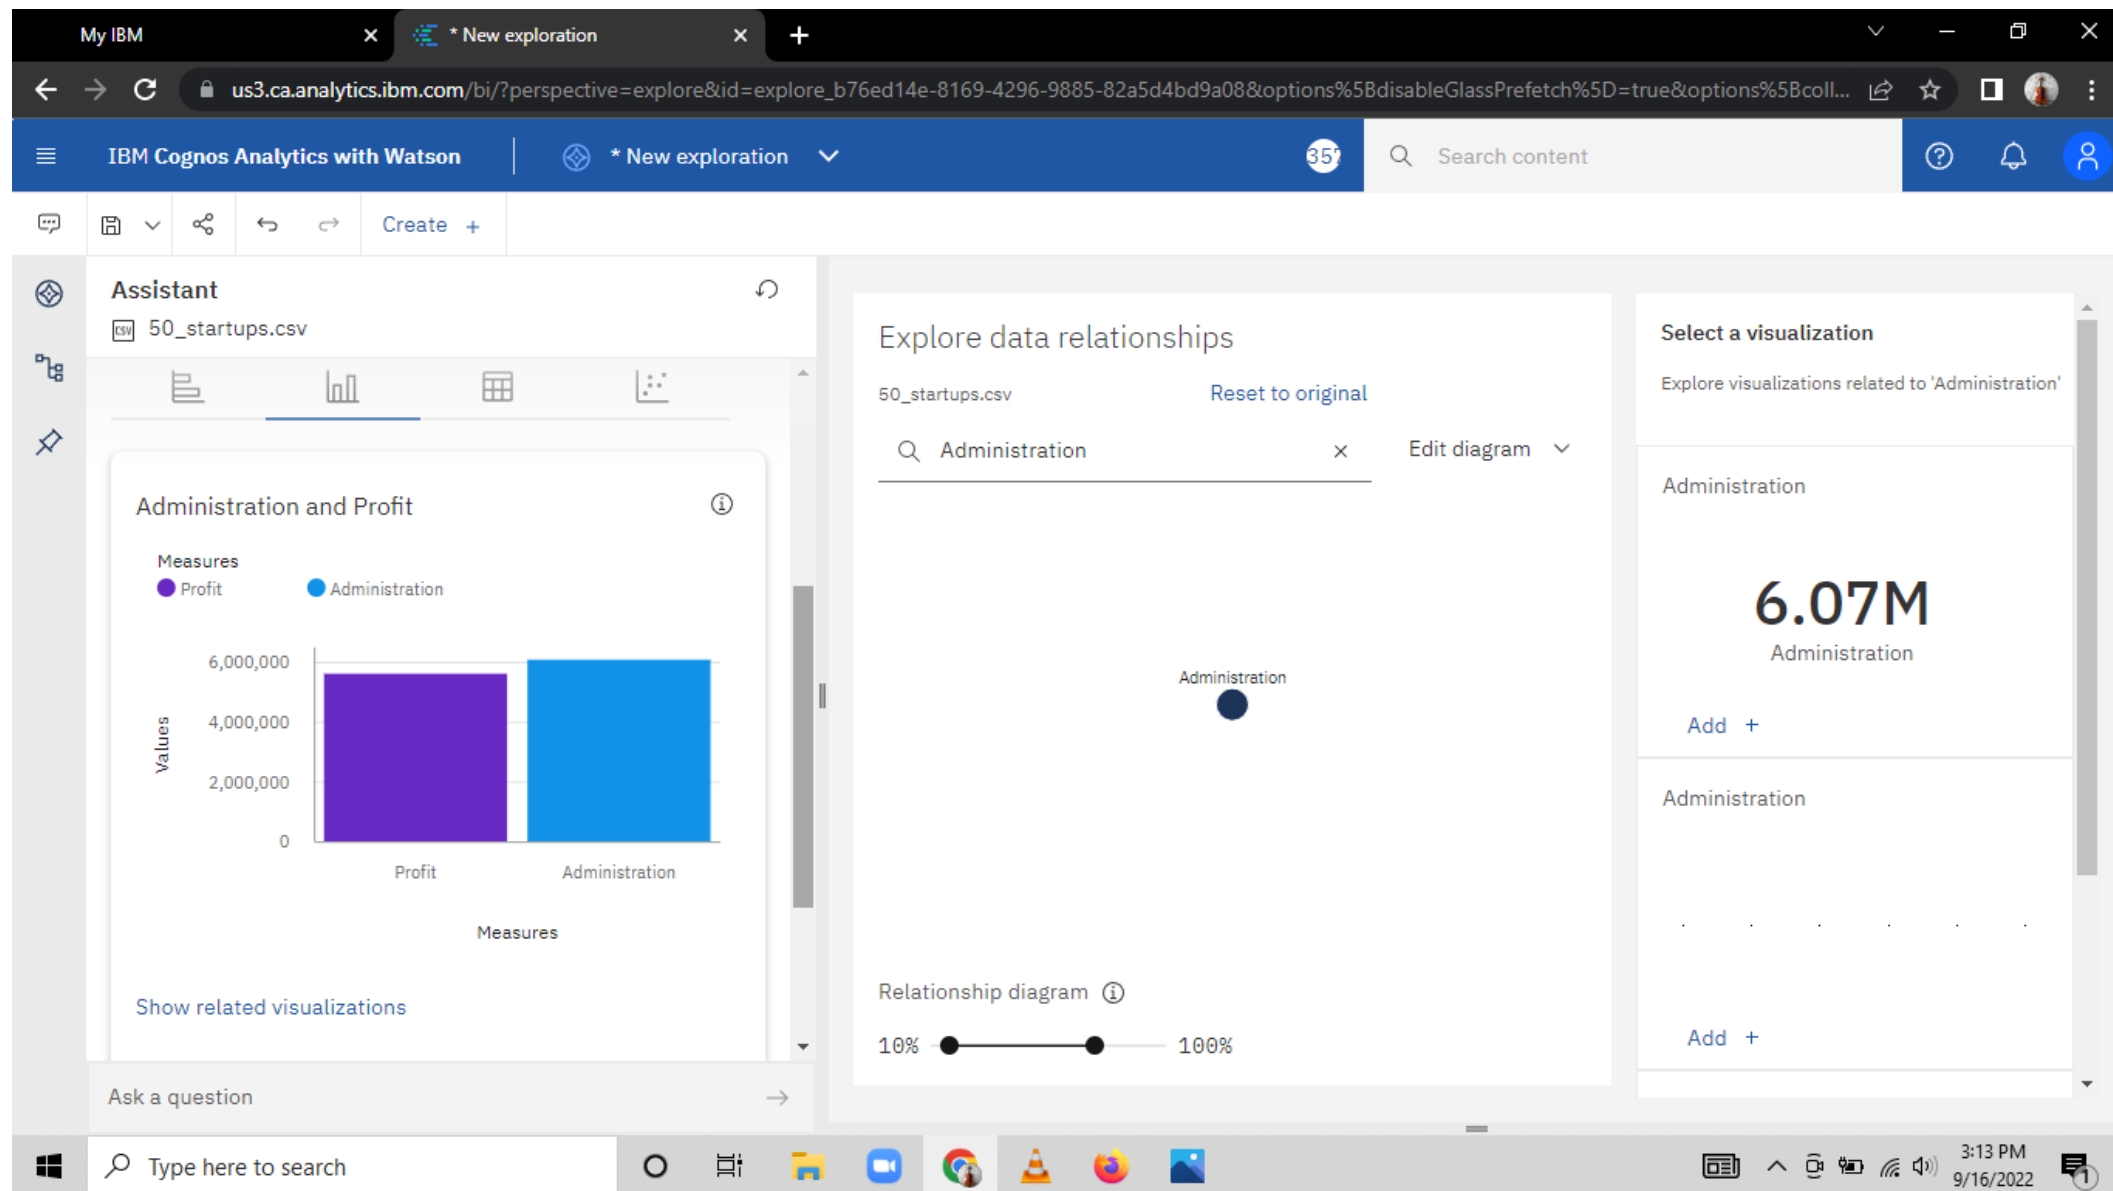 My IBM
* New exploration
us3.ca.analytics.ibm.com/bi/?perspective=explore&id=explore_b76ed14e-8169-4296-9885-82a5d4bd9a08&options%5BdisableGlassPrefetch%5D=true&options%5Bcoll...
IBM Cognos Analytics with Watson
* New exploration
357
Search content
Create +
Assistant
CSV 50_startups.csv
Administration and Profit
Measures
Profit Administration
Values
6,000,000
4,000,000
2,000,000
0
Profit Administration
Measures
Show related visualizations
Ask a question
Explore data relationships
50_startups.csv Reset to original
Administration Edit diagram
Administration
Relationship diagram
10% 100%
Select a visualization
Explore visualizations related to 'Administration'
Administration
6.07M
Administration
Add +
Administration
Add +
Type here to search
3:13 PM
9/16/2022
1